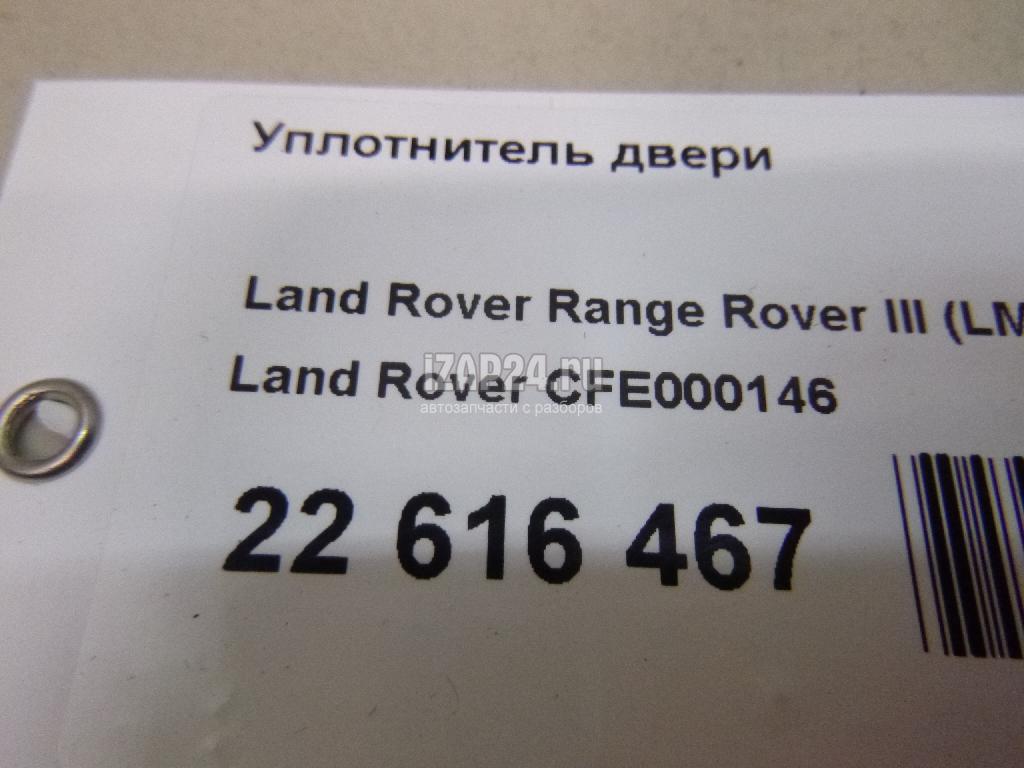 Уплотнитель двери
Land Rover Range Rover III (LM
iZAP24.ru
Land Rover CFE000146
автозапчасти с разборов
22 616 467